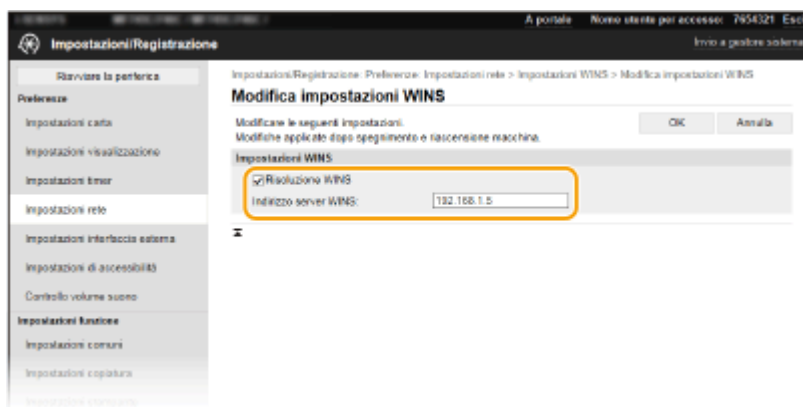 A portale Nome utente per accesso: 7654321 Esc
Impostazioni/Registrazione
Invio a gestore sistema
Riavviare la periferica
Impostazioni/Registrazione: Preferenze: Impostazioni rete > Impostazioni WINS > Modifica impostazioni WINS
Preferenze
Modifica impostazioni WINS
Impostazioni carta
Modificare le seguenti impostazioni.
OK
Annulla
Modifiche applicate dopo spegnimento e riaccensione macchina.
Impostazioni visualizzazione
Impostazioni WINS
Impostazioni timer
Risoluzione WINS
Indirizzo server WINS: 192.168.1.5
Impostazioni rete
Impostazioni interfaccia esterna
Impostazioni di accessibilità
Controllo volume suono
Impostazioni funzione
Impostazioni comuni
Impostazioni copiatura